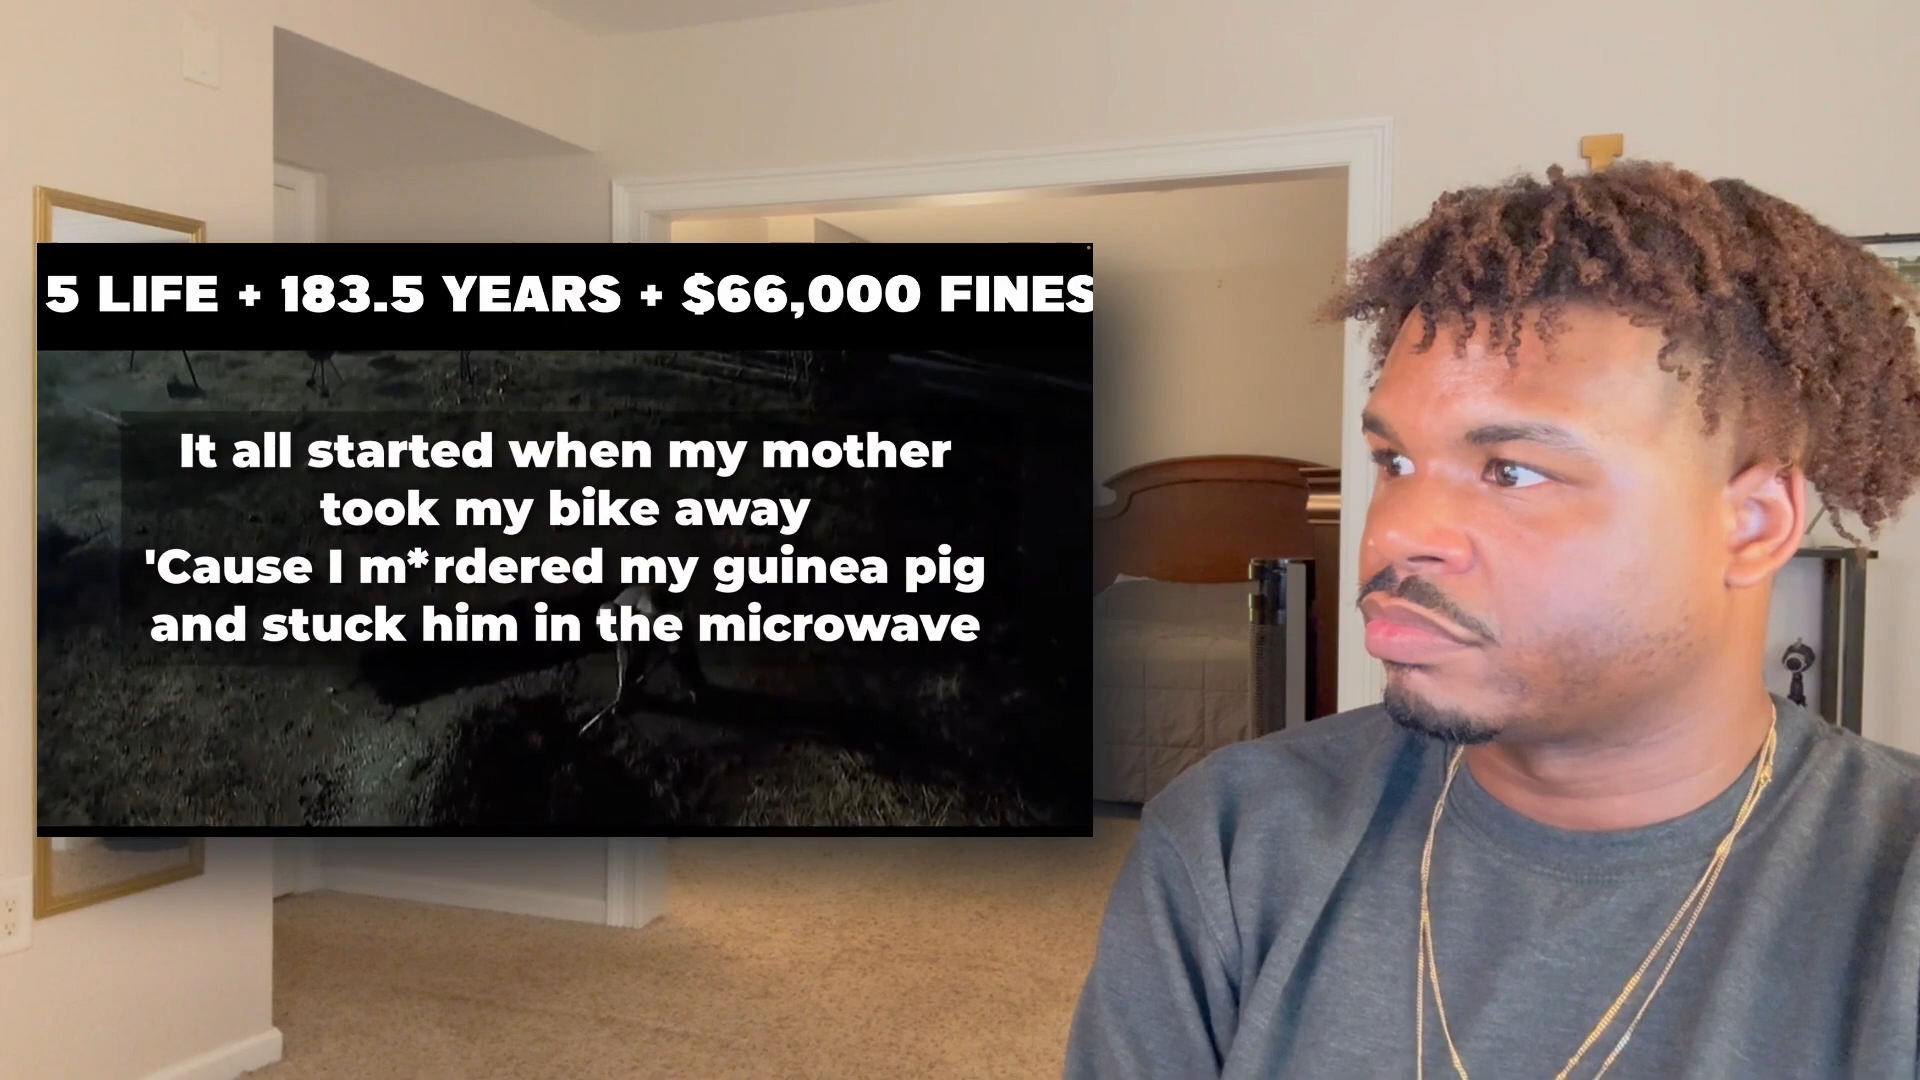 5 LIFE + 183.5 YEARS + $66,000 FINES
It all started when my mother
took my bike away
'Cause I m*rdered my guinea pig
and stuck him in the microwave